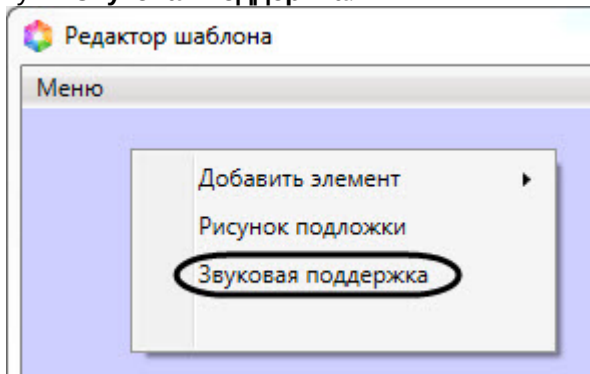 Редактор шаблона
Меню
Добавить элемент
Рисунок подложки
Звуковая поддержка